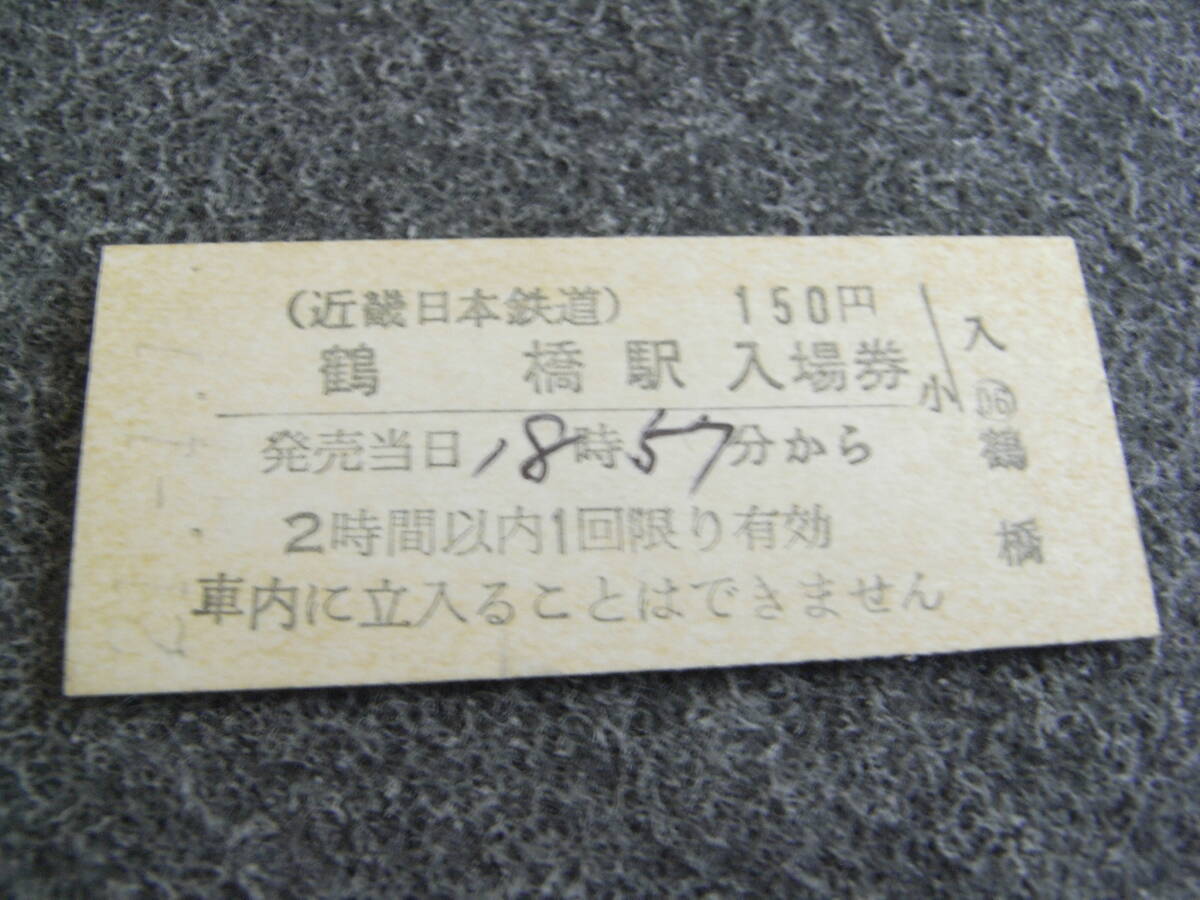 (近畿日本鉄道) 150円
鶴橋駅 入場券
発売当日18時57分から
2時間以内1回限り有効
車内に立入ることはできません
小
入
鶴橋